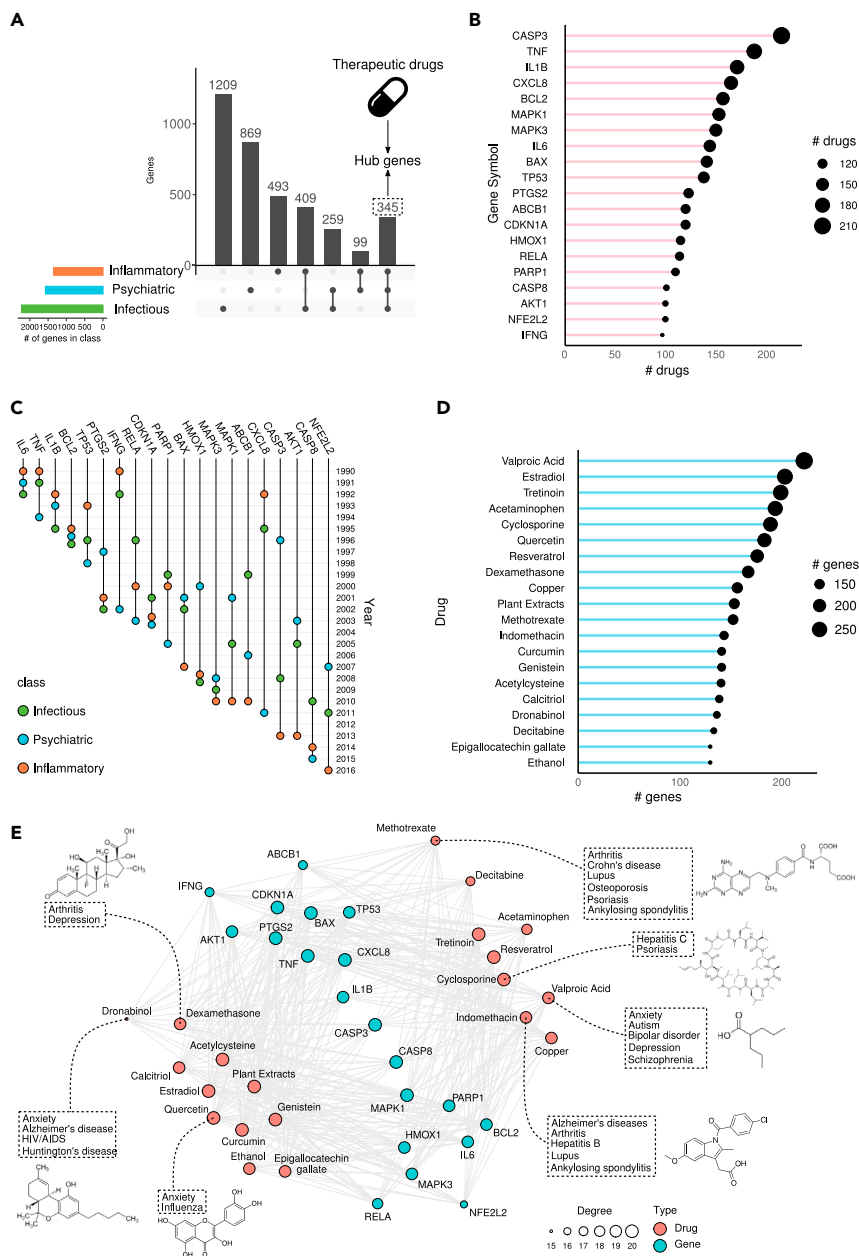 A
Therapeutic drugs
Hub genes
Genes
1000
500
0
1209
869
493
409
259
99
345
Inflammatory
Psychiatric
Infectious
2000
1500
1000
500
0
# of genes in class
B
Gene Symbol
CASP3
TNF
IL1B
CXCL8
BCL2
MAPK1
MAPK3
IL6
BAX
TP53
PTGS2
ABCB1
CDKN1A
HMOX1
RELA
PARP1
CASP8
AKT1
NFE2L2
IFNG
0
50
100
150
200
# drugs
# drugs
120
150
180
210
C
IL6
TNF
IL1B
BCL2
TP53
PTGS2
IFNG
RELA
CDKN1A
PARP1
BAX
HMOX1
MAPK3
MAPK1
ABCB1
CXCL8
CASP3
AKT1
CASP8
NFE2L2
1990
1991
1992
1993
1994
1995
1996
1997
1998
1999
2000
2001
2002
2003
2004
2005
2006
2007
2008
2009
2010
2011
2012
2013
2014
2015
2016
Year
class
Infectious
Psychiatric
Inflammatory
D
Drug
Valproic Acid
Estradiol
Tretinoin
Acetaminophen
Cyclosporine
Quercetin
Resveratrol
Dexamethasone
Copper
Plant Extracts
Methotrexate
Indomethacin
Curcumin
Genistein
Acetylcysteine
Calcitriol
Dronabinol
Decitabine
Epigallocatechin gallate
Ethanol
0
100
200
# genes
# genes
150
200
250
E
Methotrexate
ABCB1
Decitabine
IFNG
CDKN1A
BAX
TP53
Acetaminophen
AKT1
PTGS2
Tretinoin
Resveratrol
TNF
CXCL8
Cyclosporine
IL1B
Valproic Acid
Dronabinol
Dexamethasone
CASP3
Indomethacin
Copper
Acetylcysteine
CASP8
Calcitriol
Plant Extracts
Estradiol
MAPK1
PARP1
Quercetin
Genistein
BCL2
Curcumin
HMOX1
IL6
Ethanol
Epigallocatechin
gallate
MAPK3
RELA
NFE2L2
Arthritis
Depression
Arthritis
Crohn's disease
Lupus
Osteoporosis
Psoriasis
Ankylosing spondylitis
Hepatitis C
Psoriasis
Anxiety
Autism
Bipolar disorder
Depression
Schizophrenia
Alzheimer's diseases
Arthritis
Hepatitis B
Lupus
Ankylosing spondylitis
Anxiety
Alzheimer's disease
HIV/AIDS
Huntington's disease
Anxiety
Influenza
Degree
15 16 17 18 19 20
Type
Drug
Gene